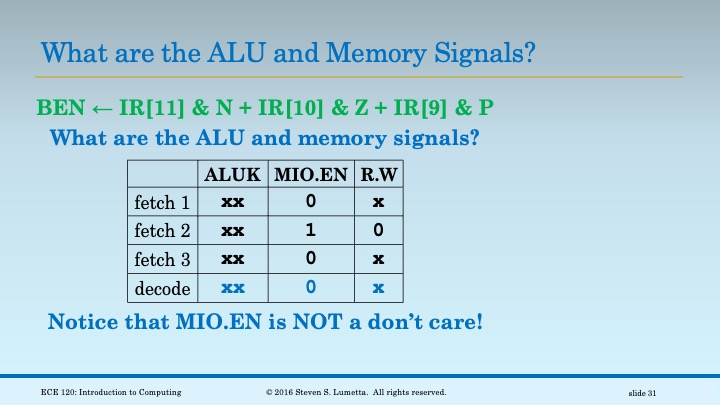 What are the ALU and Memory Signals?
BEN ← IR[11] & N + IR[10] & Z + IR[9] & P
What are the ALU and memory signals?
ALUK MIO.EN R.W
fetch 1 xx 0 x
fetch 2 xx 1 0
fetch 3 xx 0 x
decode xx 0 x
Notice that MIO.EN is NOT a don’t care!
ECE 120: Introduction to Computing © 2016 Steven S. Lumetta. All rights reserved. slide 31